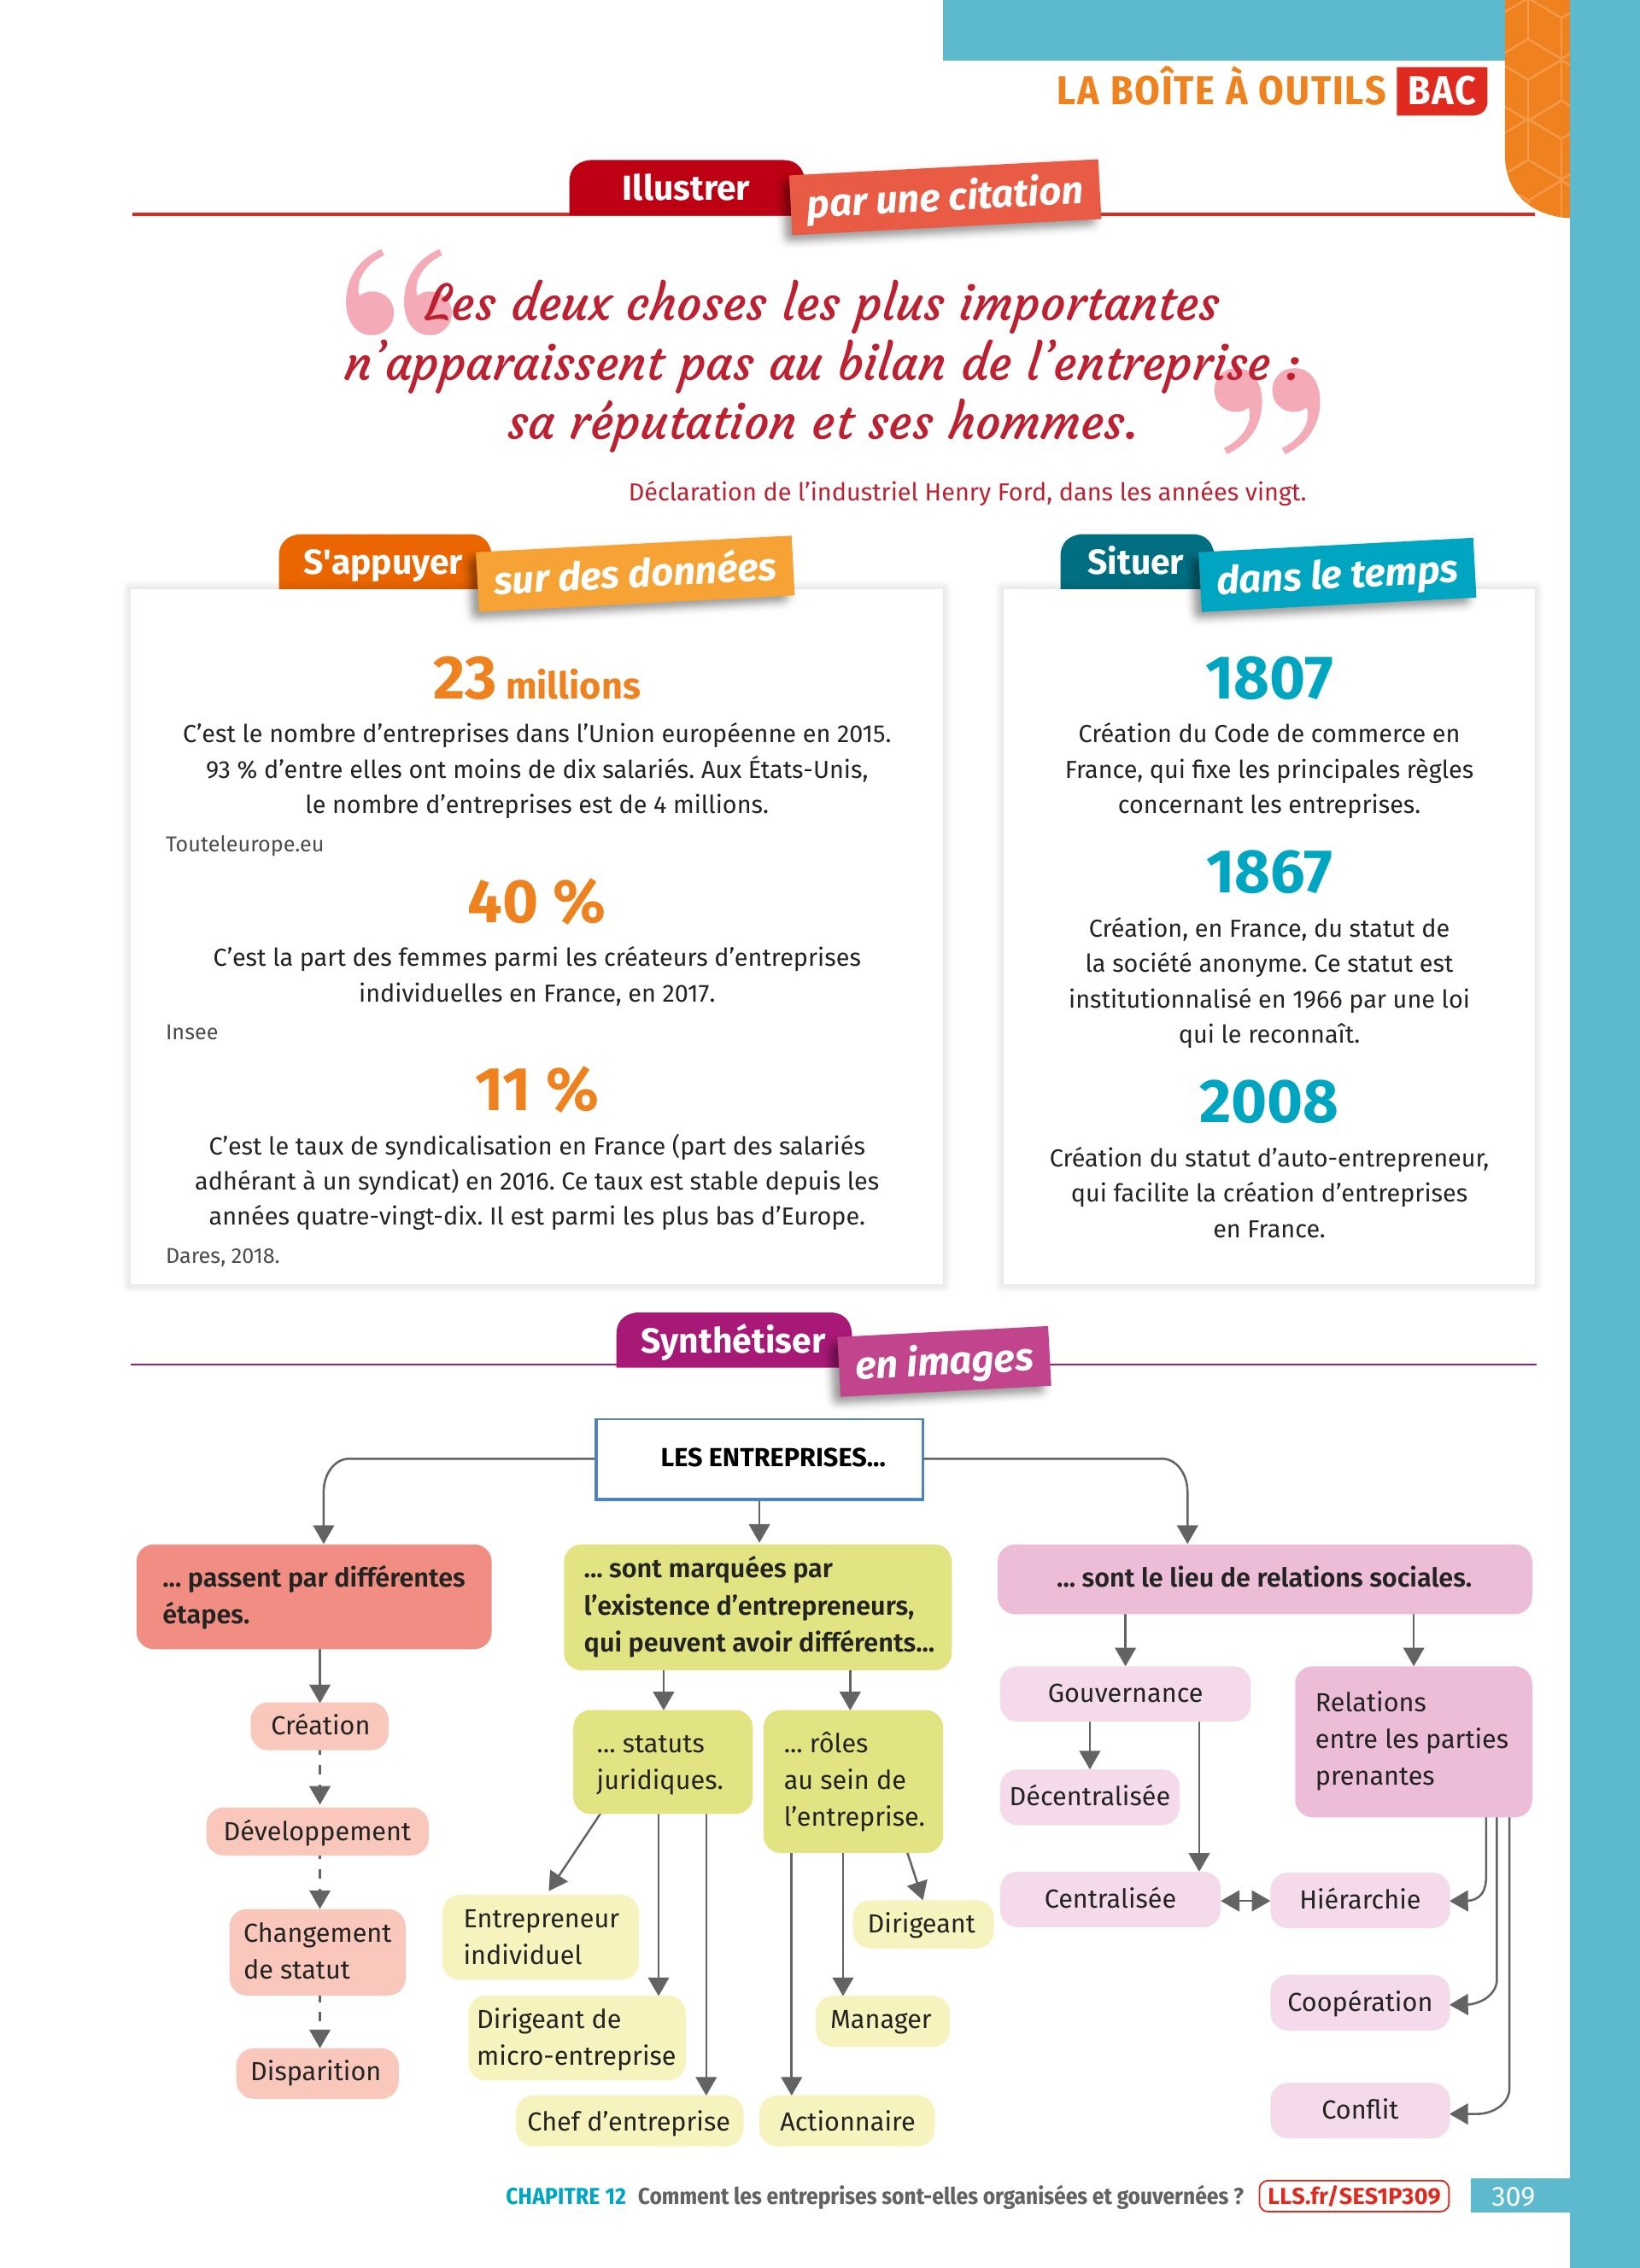 LA BOÎTE À OUTILS BAC
Illustrer par une citation
“Les deux choses les plus importantes
n’apparaissent pas au bilan de l’entreprise :
sa réputation et ses hommes.”
Déclaration de l’industriel Henry Ford, dans les années vingt.
S'appuyer sur des données
23 millions
C’est le nombre d’entreprises dans l’Union européenne en 2015.
93 % d’entre elles ont moins de dix salariés. Aux États-Unis,
le nombre d’entreprises est de 4 millions.
Touteleurope.eu
40 %
C’est la part des femmes parmi les créateurs d’entreprises
individuelles en France, en 2017.
Insee
11 %
C’est le taux de syndicalisation en France (part des salariés
adhérant à un syndicat) en 2016. Ce taux est stable depuis les
années quatre-vingt-dix. Il est parmi les plus bas d’Europe.
Dares, 2018.
Situer dans le temps
1807
Création du Code de commerce en
France, qui fixe les principales règles
concernant les entreprises.
1867
Création, en France, du statut de
la société anonyme. Ce statut est
institutionnalisé en 1966 par une loi
qui le reconnaît.
2008
Création du statut d’auto-entrepreneur,
qui facilite la création d’entreprises
en France.
Synthétiser en images
LES ENTREPRISES...
... passent par différentes
étapes.
Création
Développement
Changement
de statut
Disparition
... sont marquées par
l’existence d’entrepreneurs,
qui peuvent avoir différents...
... statuts
juridiques.
Entrepreneur
individuel
Dirigeant de
micro-entreprise
Chef d’entreprise
... rôles
au sein de
l’entreprise.
Dirigeant
Manager
Actionnaire
... sont le lieu de relations sociales.
Gouvernance
Décentralisée
Centralisée
Relations
entre les parties
prenantes
Hiérarchie
Coopération
Conflit
CHAPITRE 12 Comment les entreprises sont-elles organisées et gouvernées ? LLS.fr/SES1P309 309